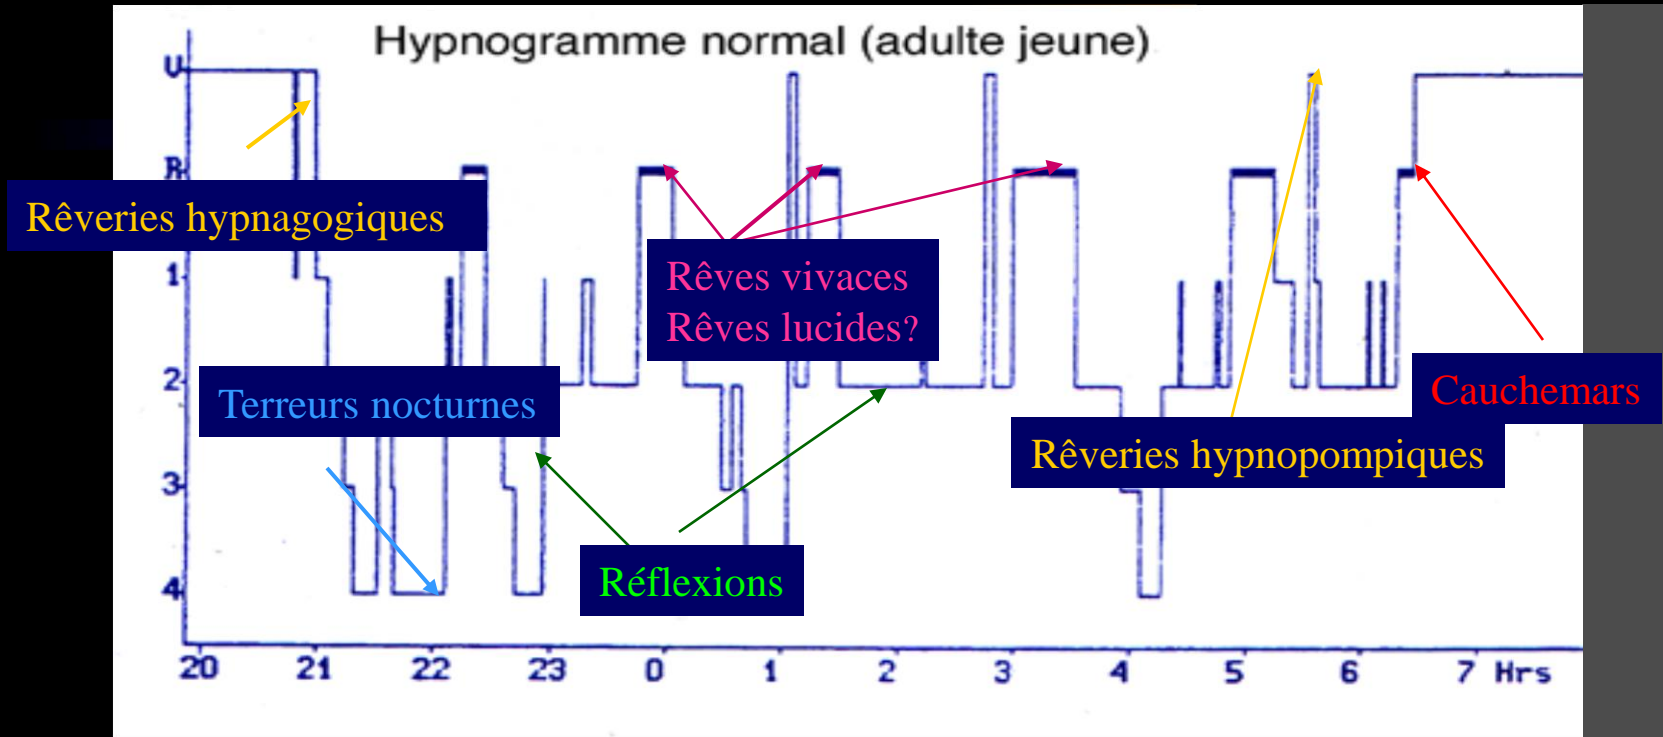 Hypnogramme normal (adulte jeune)
U
R
Rêveries hypnagogiques
1
Rêves vivaces
Rêves lucides?
2
Terreurs nocturnes
Cauchemars
Rêveries hypnopompiques
3
Réflexions
4
20 21 22 23 0 1 2 3 4 5 6 7 Hrs